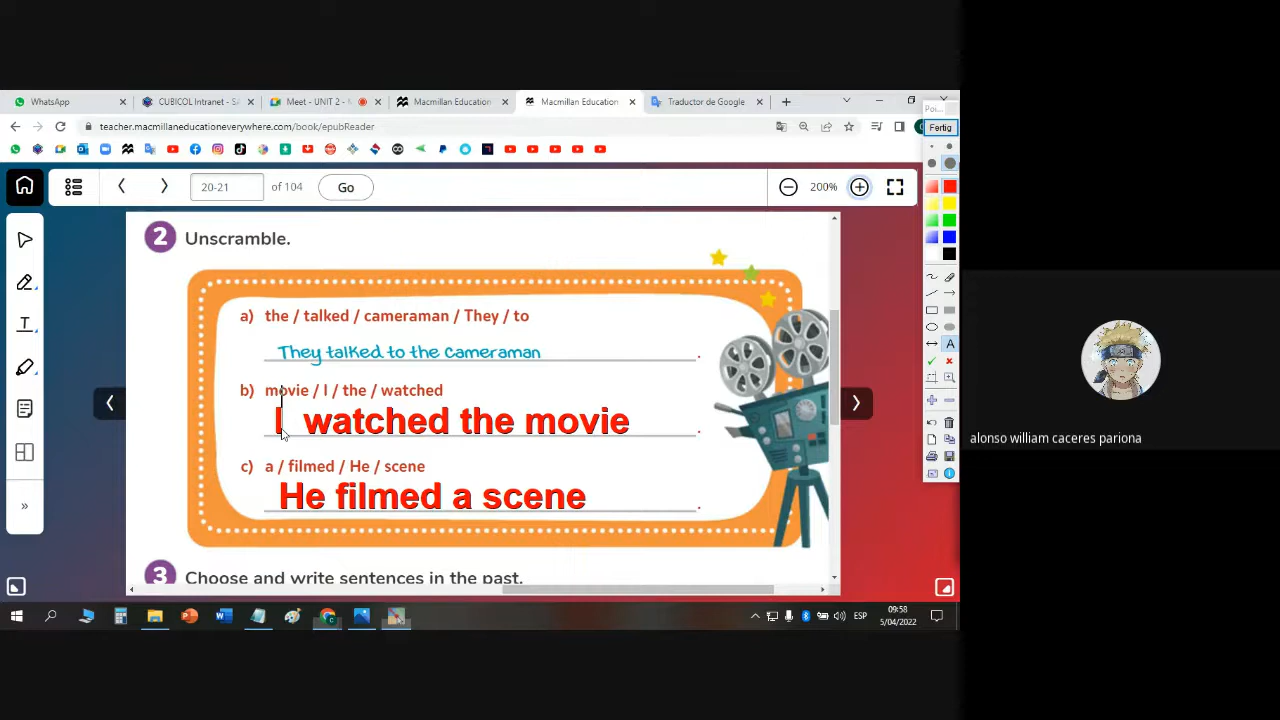 WhatsApp
CUBICOL Intranet - SA
Meet - UNIT 2 -
Macmillan Education
Macmillan Education
Traductor de Google
Poi...
teacher.macmillaneducationeverywhere.com/book/epubReader
Fertig
20-21
of 104
Go
200%
2 Unscramble.
a) the / talked / cameraman / They / to
They talked to the cameraman .
b) movie / I / the / watched
I watched the movie .
c) a / filmed / He / scene
He filmed a scene .
3 Choose and write sentences in the past.
alonso william caceres pariona
ESP
09:58
5/04/2022